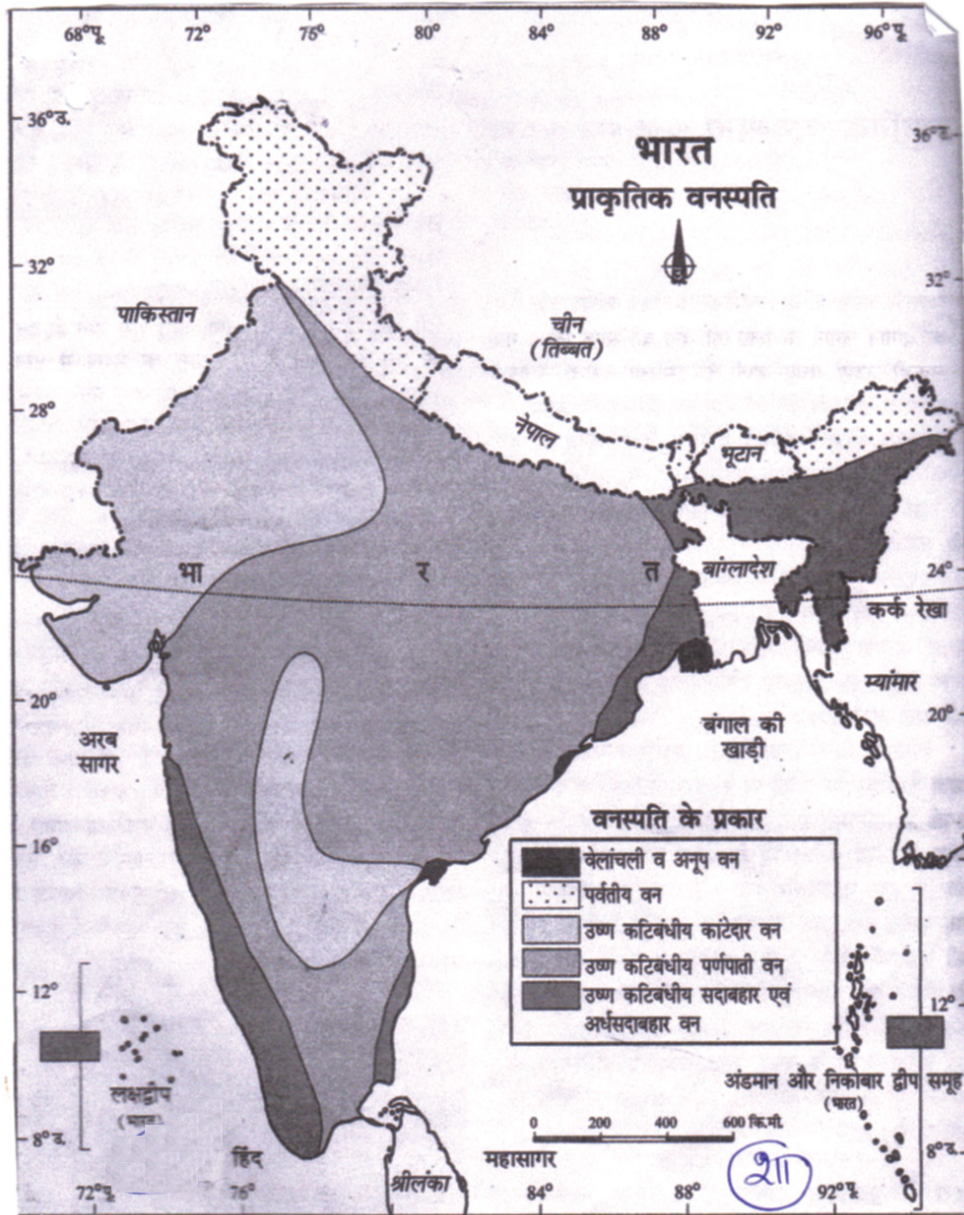 68°पू.
72°
76°
80°
84°
88°
92°
96°पू
36°उ.
36°उ.
भारत
प्राकृतिक वनस्पति
32°
32°
पाकिस्तान
चीन
(तिब्बत)
28°
28°
नेपाल
भूटान
भा र त
बांग्लादेश
24°
कर्क रेखा
म्यांमार
20°
20°
अरब
सागर
बंगाल की
खाड़ी
16°
वनस्पति के प्रकार
वेलांचली व अनूप वन
पर्वतीय वन
उष्ण कटिबंधीय काटेदार वन
उष्ण कटिबंधीय पर्णपाती वन
उष्ण कटिबंधीय सदाबहार एवं
अर्धसदाबहार वन
12°
12°
लक्षद्वीप
(भारत)
अंडमान और निकोबार द्वीप समूह
(भारत)
0 200 400 600 कि.मी.
8°उ.
8°उ.
हिंद महासागर
श्रीलंका
72°पू
76°
84°
88°
92°पू